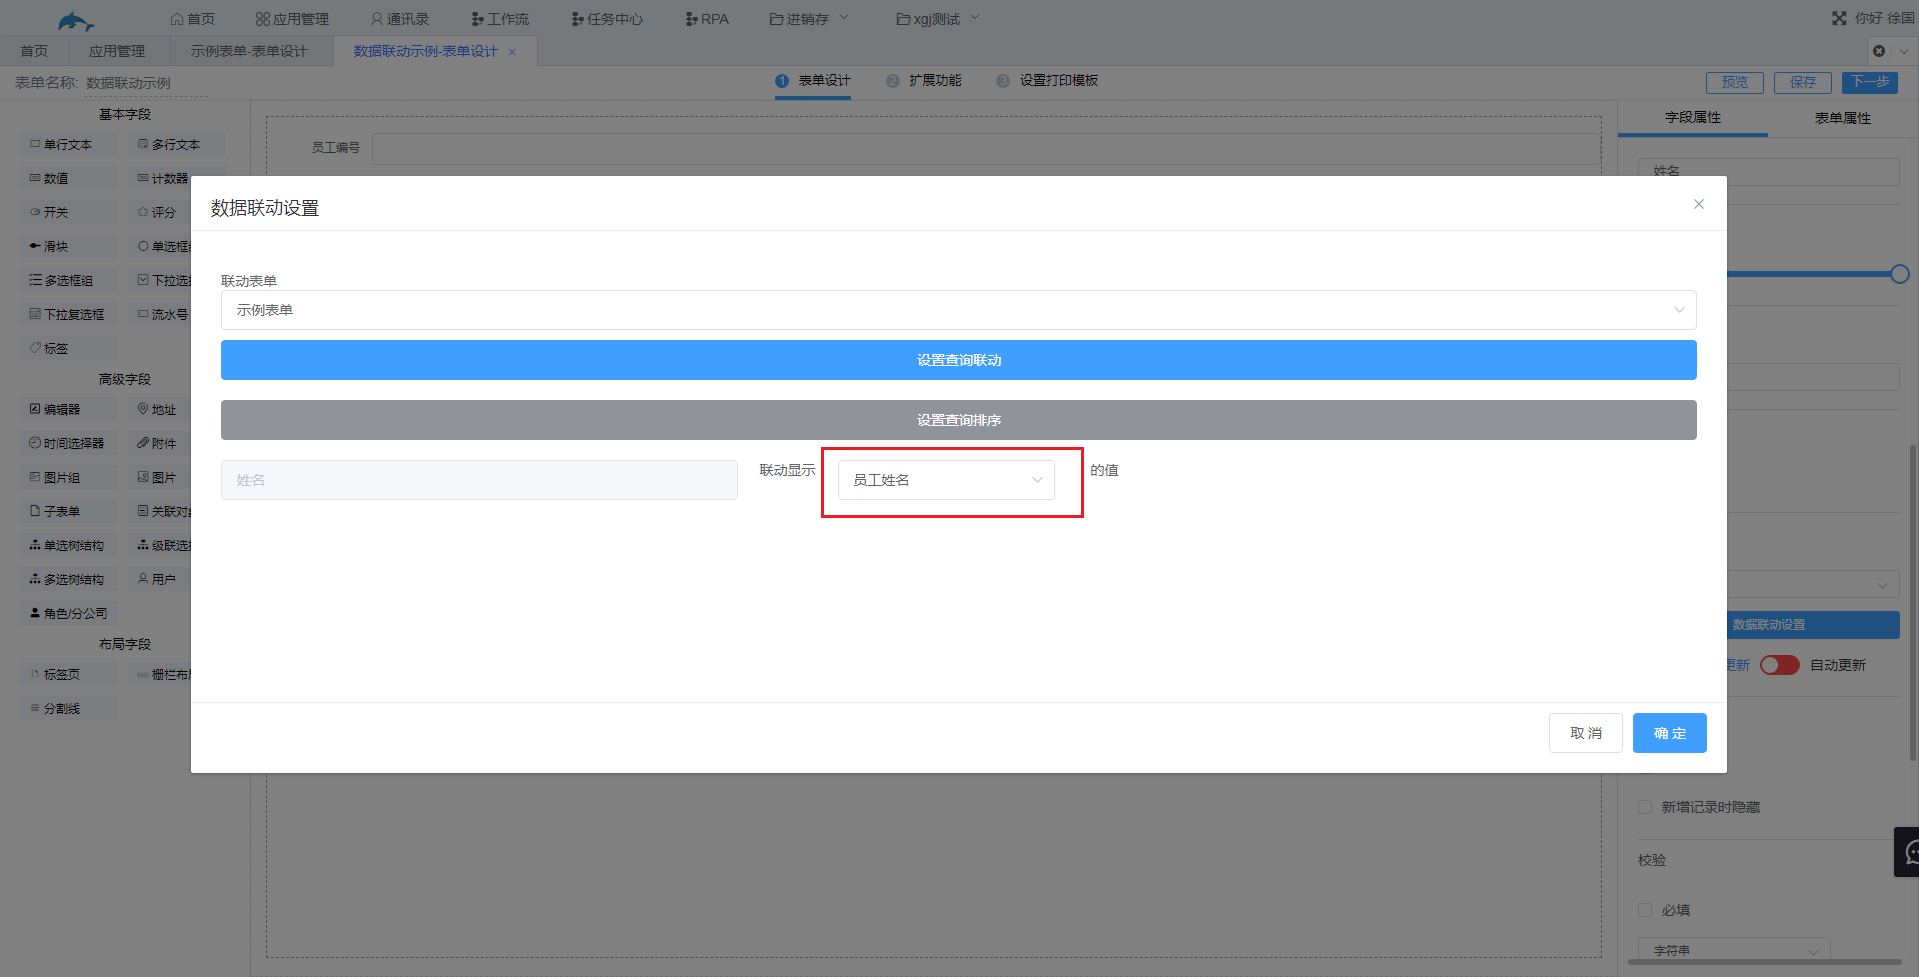 首页 应用管理 通讯录 工作流 任务中心 RPA 进销存 xgj测试 你好 徐国
首页 应用管理 示例表单-表单设计 数据联动示例-表单设计
表单名称: 数据联动示例 1 表单设计 2 扩展功能 3 设置打印模板 预览 保存 下一步
基本字段
字段属性 表单属性
单行文本 多行文本
员工编号
姓名
数值 计数器
开关 评分
滑块 单选框
多选框组 下拉选
下拉复选框 流水号
标签
高级字段
编辑器 地址
时间选择器 附件
图片组 图片
子表单 关联对
单选树结构 级联选
多选树结构 用户
角色/分公司
布局字段
标签页 栅栏布
分割线
数据联动设置
联动表单
示例表单
设置查询联动
设置查询排序
姓名 联动显示 员工姓名 的值
取消 确定
数据联动设置
更新 自动更新
新增记录时隐藏
校验
必填
字符串